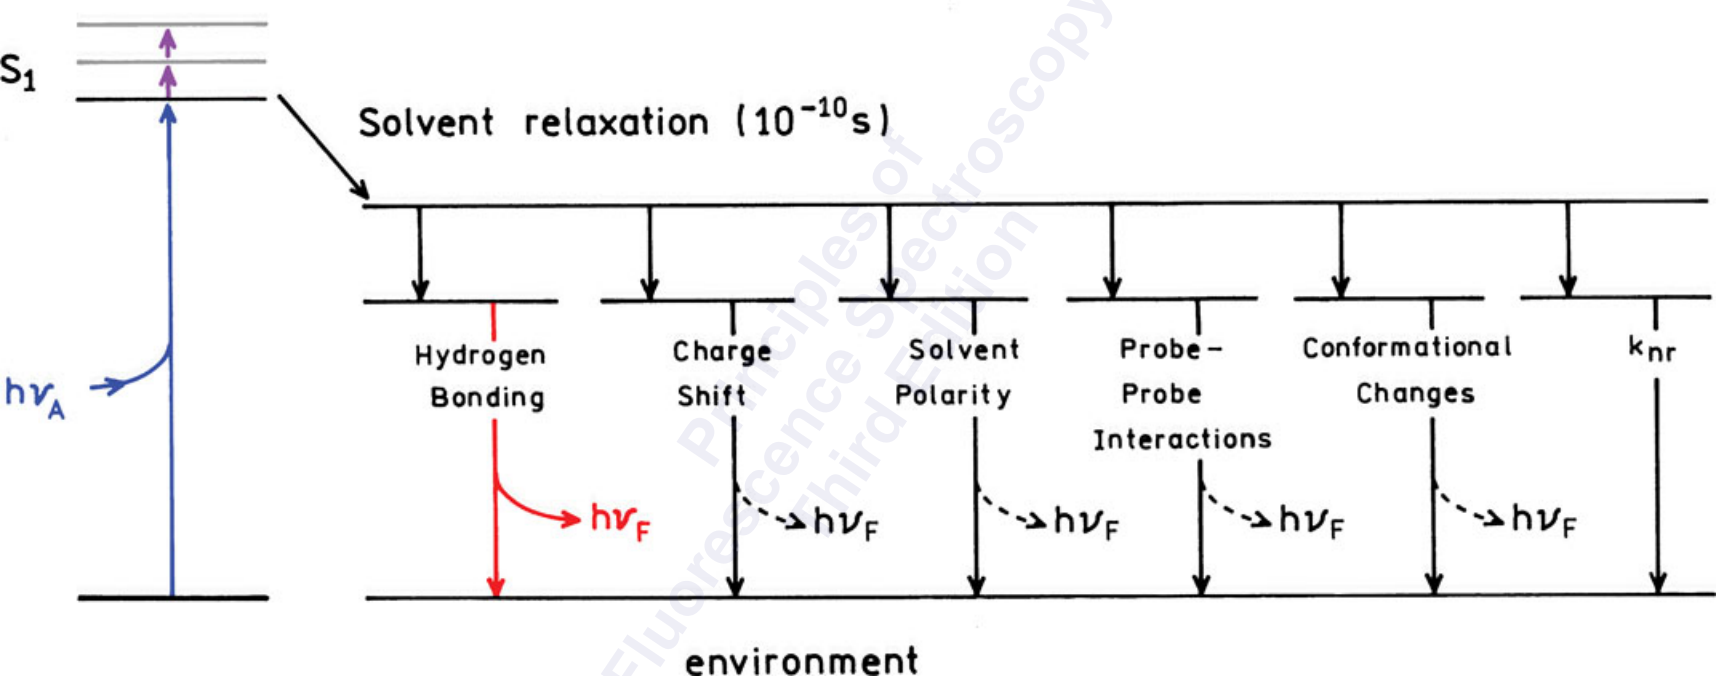 S₁
Solvent relaxation (10⁻¹⁰s)
Hydrogen
Bonding
Charge
Shift
Solvent
Polarity
Probe-
Probe
Interactions
Conformational
Changes
kₙᵣ
hνA
hνF
hνF
hνF
hνF
hνF
environment
Principles of
Fluorescence Spectroscopy
Third Edition